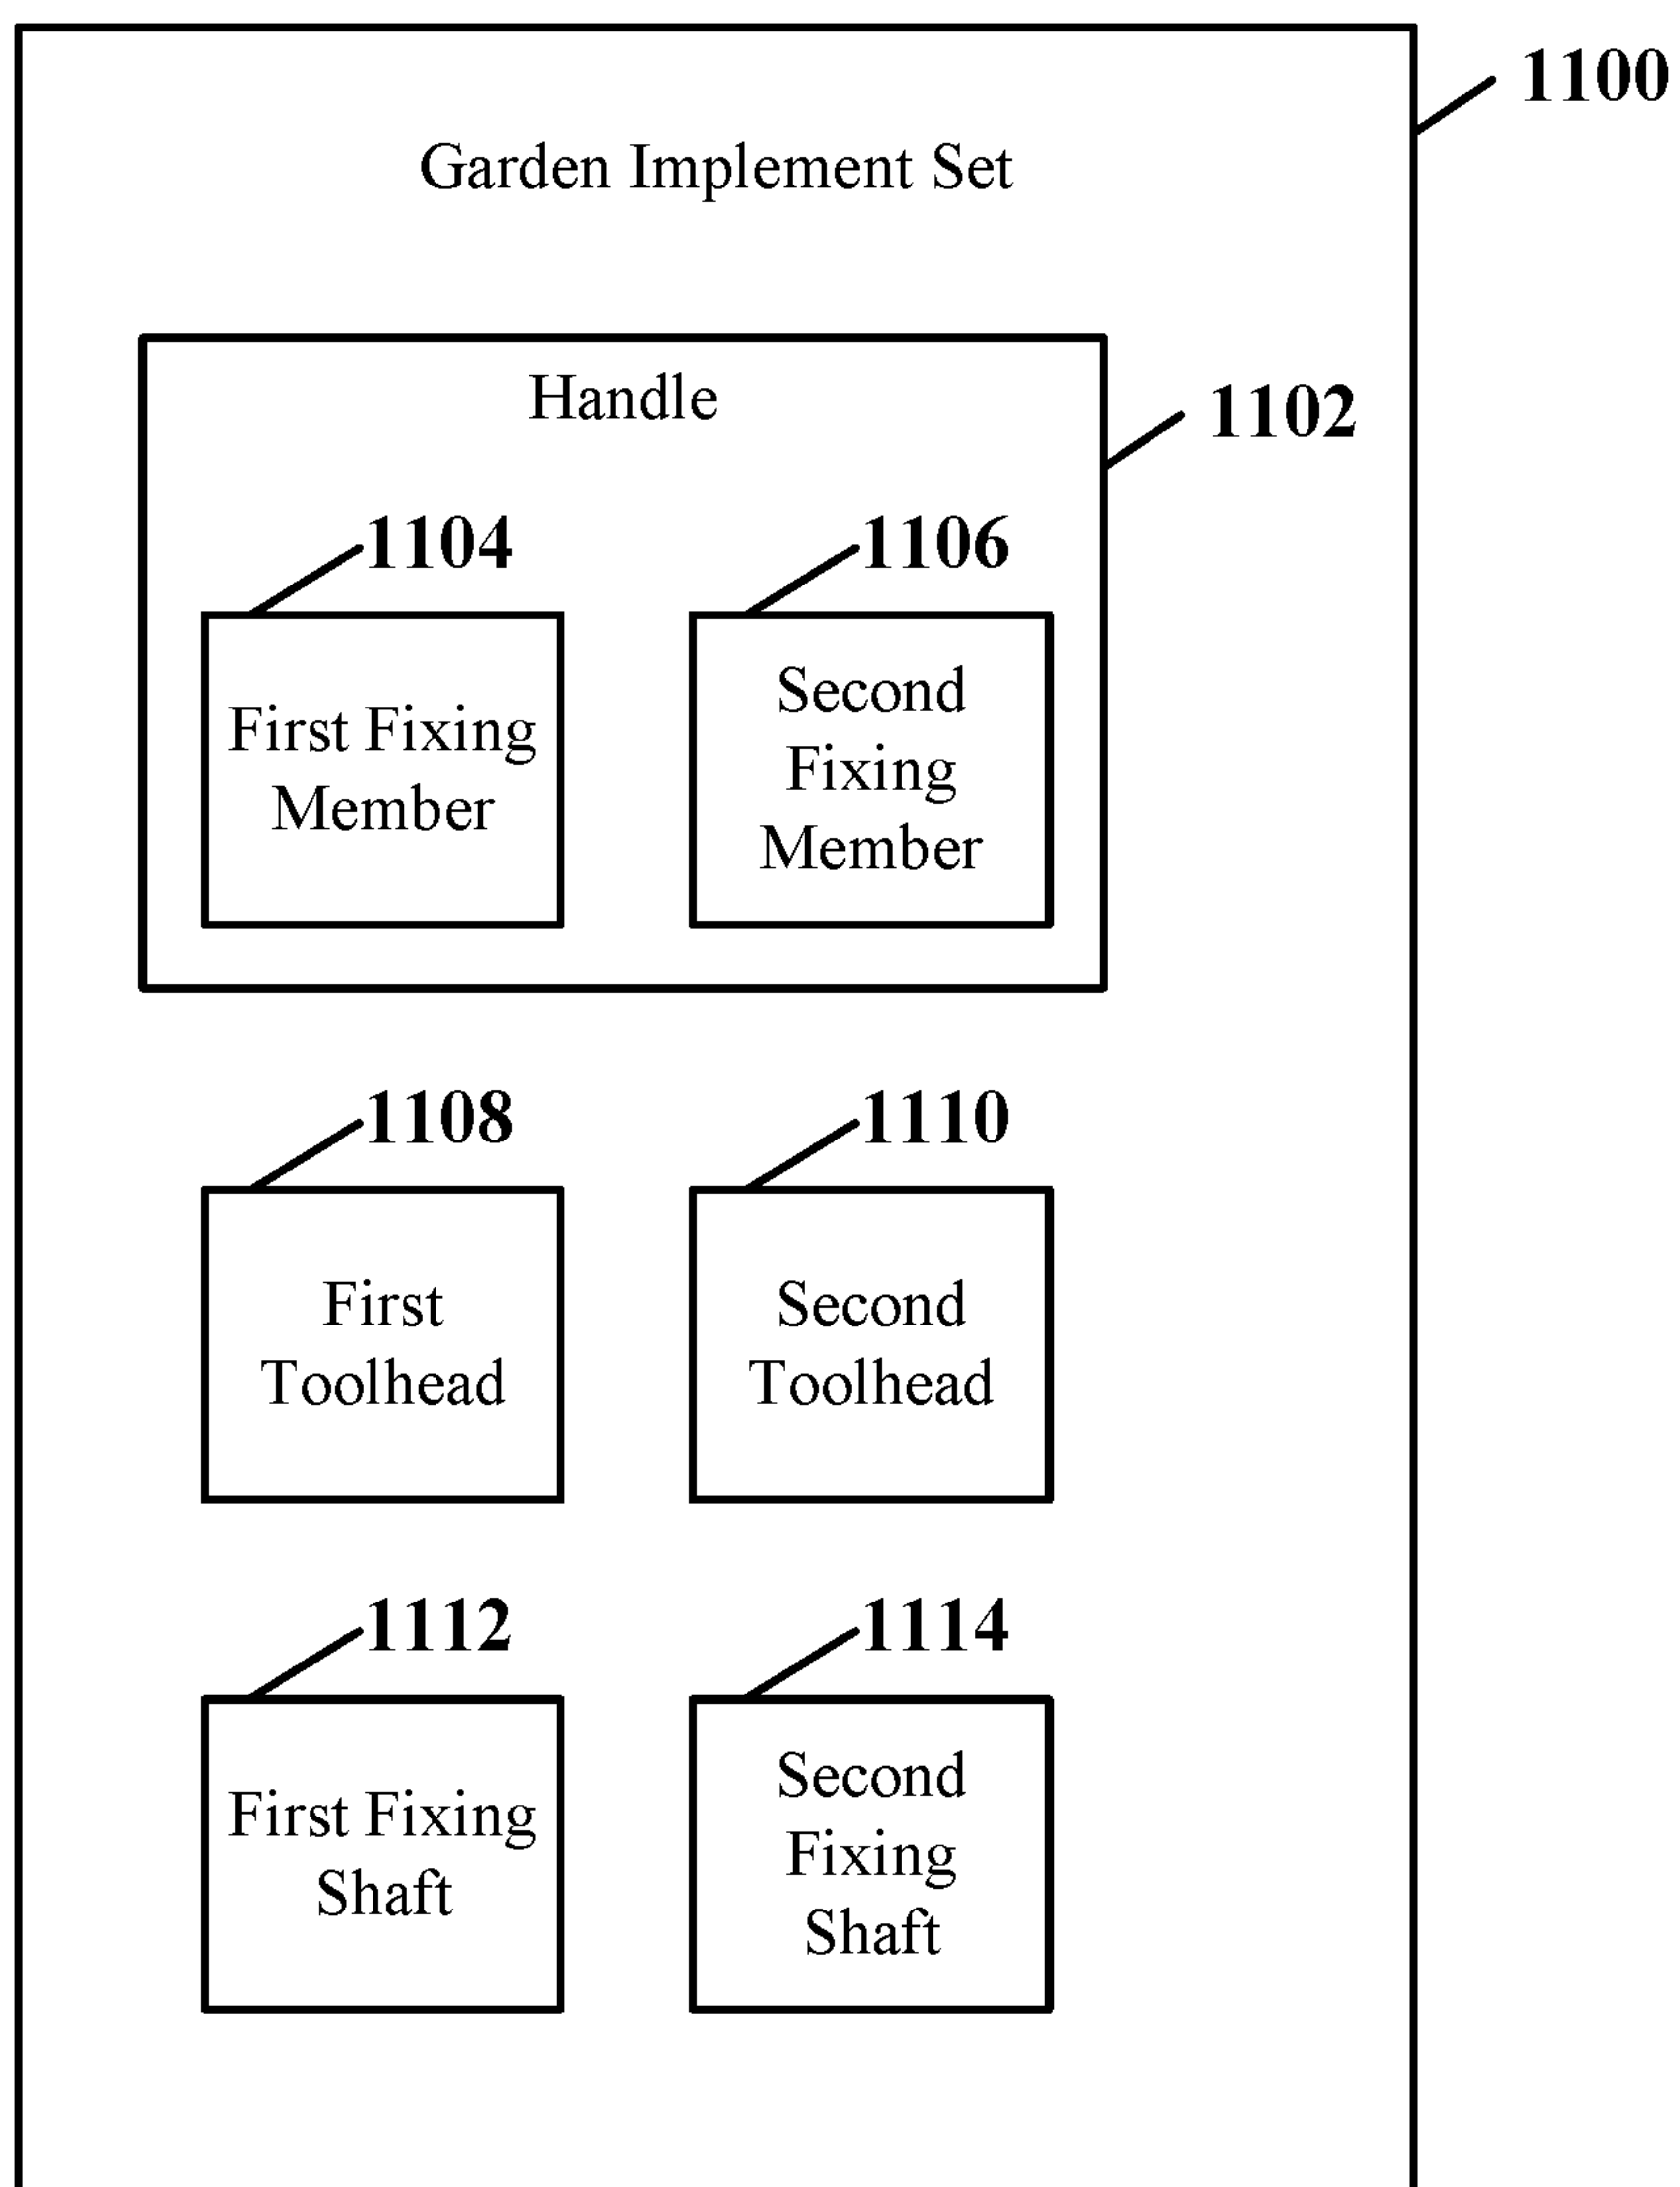 1100
Garden Implement Set
Handle
1102
1104
1106
First Fixing
Member
Second
Fixing
Member
1108
1110
First
Toolhead
Second
Toolhead
1112
1114
First Fixing
Shaft
Second
Fixing
Shaft